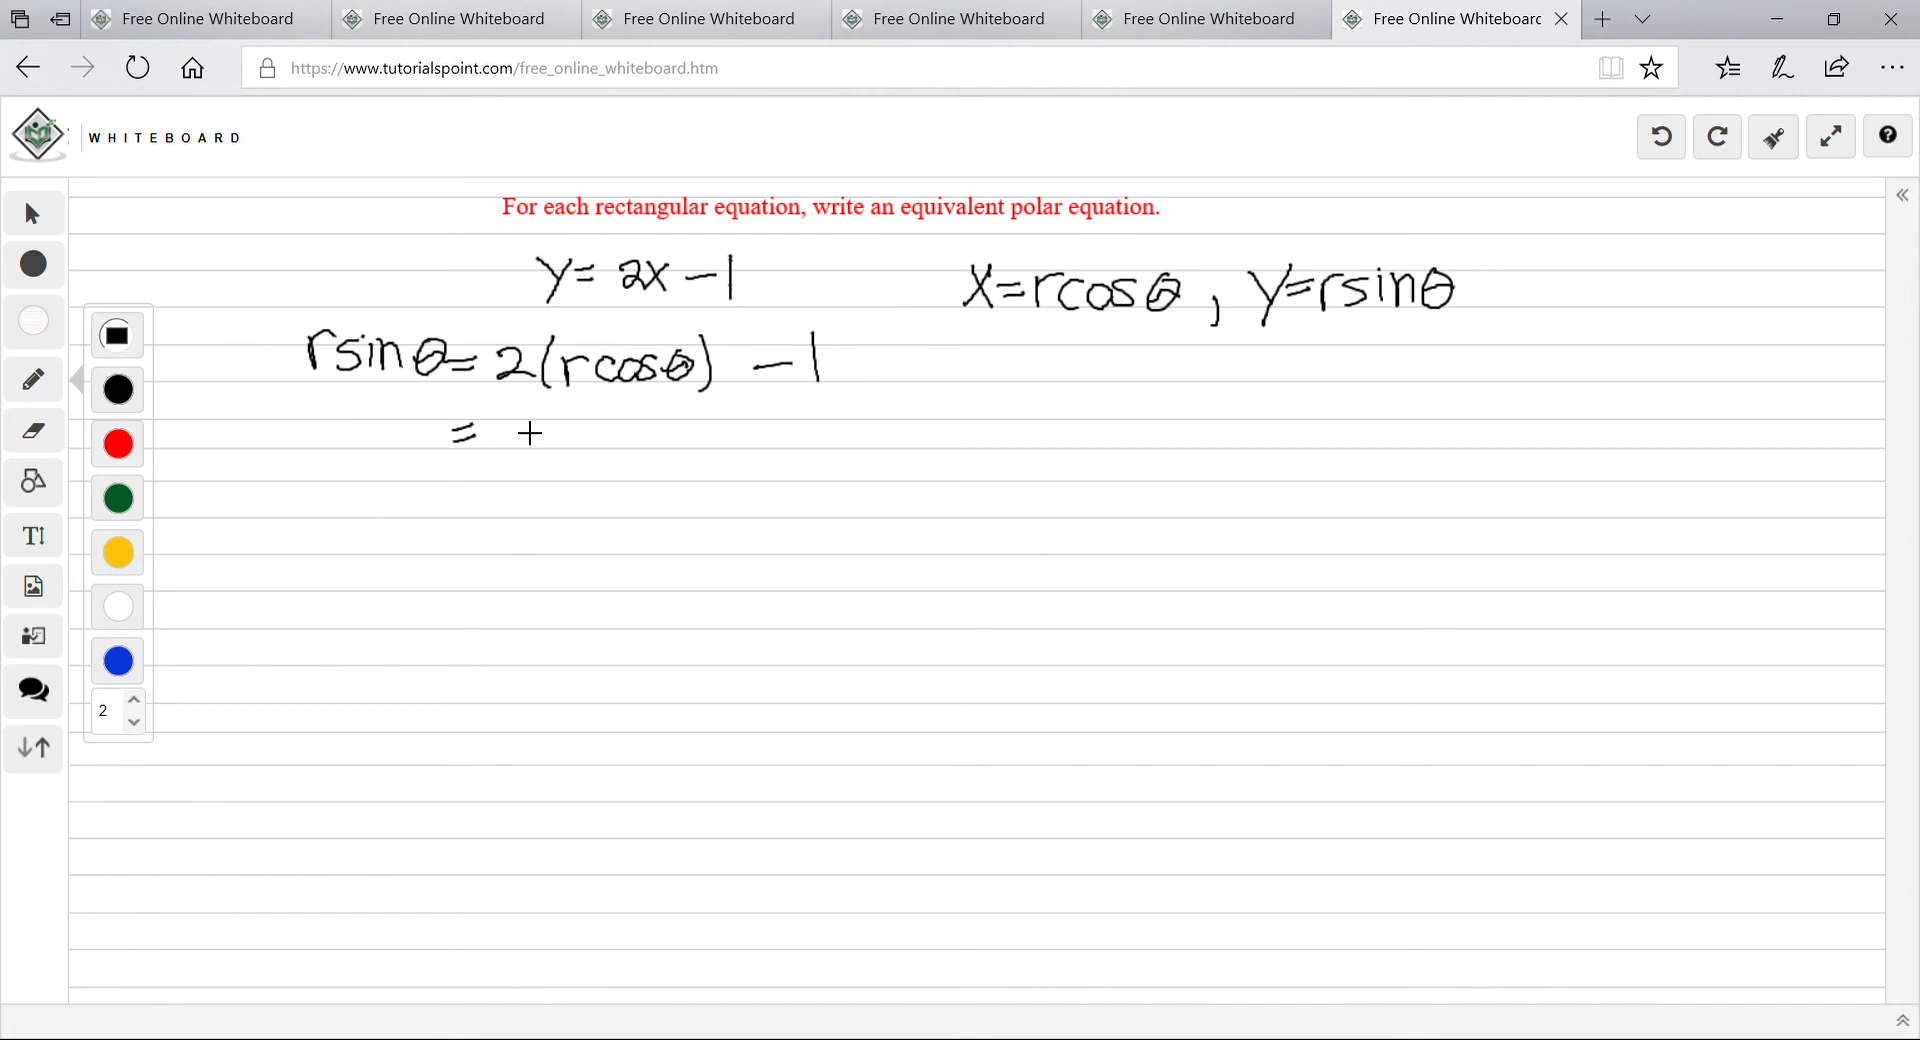 Free Online Whiteboard Free Online Whiteboard Free Online Whiteboard Free Online Whiteboard Free Online Whiteboard Free Online Whiteboarc
https://www.tutorialspoint.com/free_online_whiteboard.htm
WHITEBOARD
For each rectangular equation, write an equivalent polar equation.
y = 2x - 1
x = rcosθ , y = rsinθ
rsinθ = 2(rcosθ) - 1
=
2